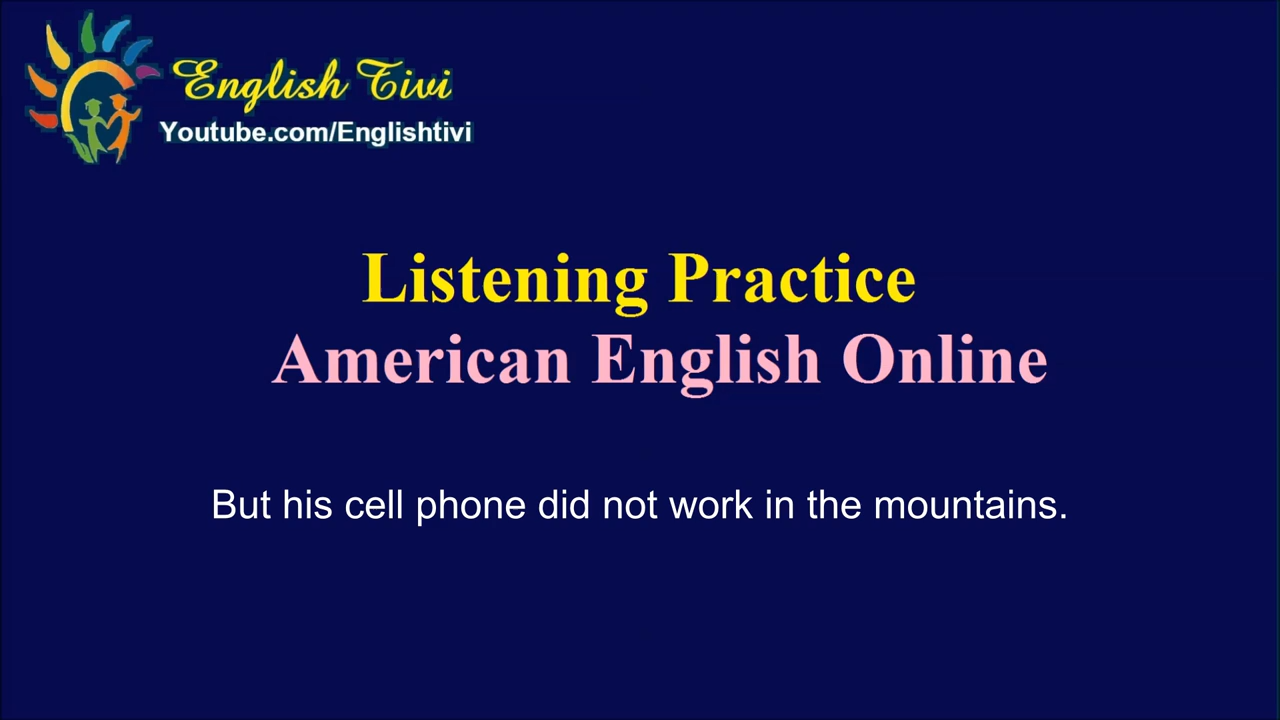 English Tivi
Youtube.com/Englishtivi
Listening Practice
American English Online
But his cell phone did not work in the mountains.